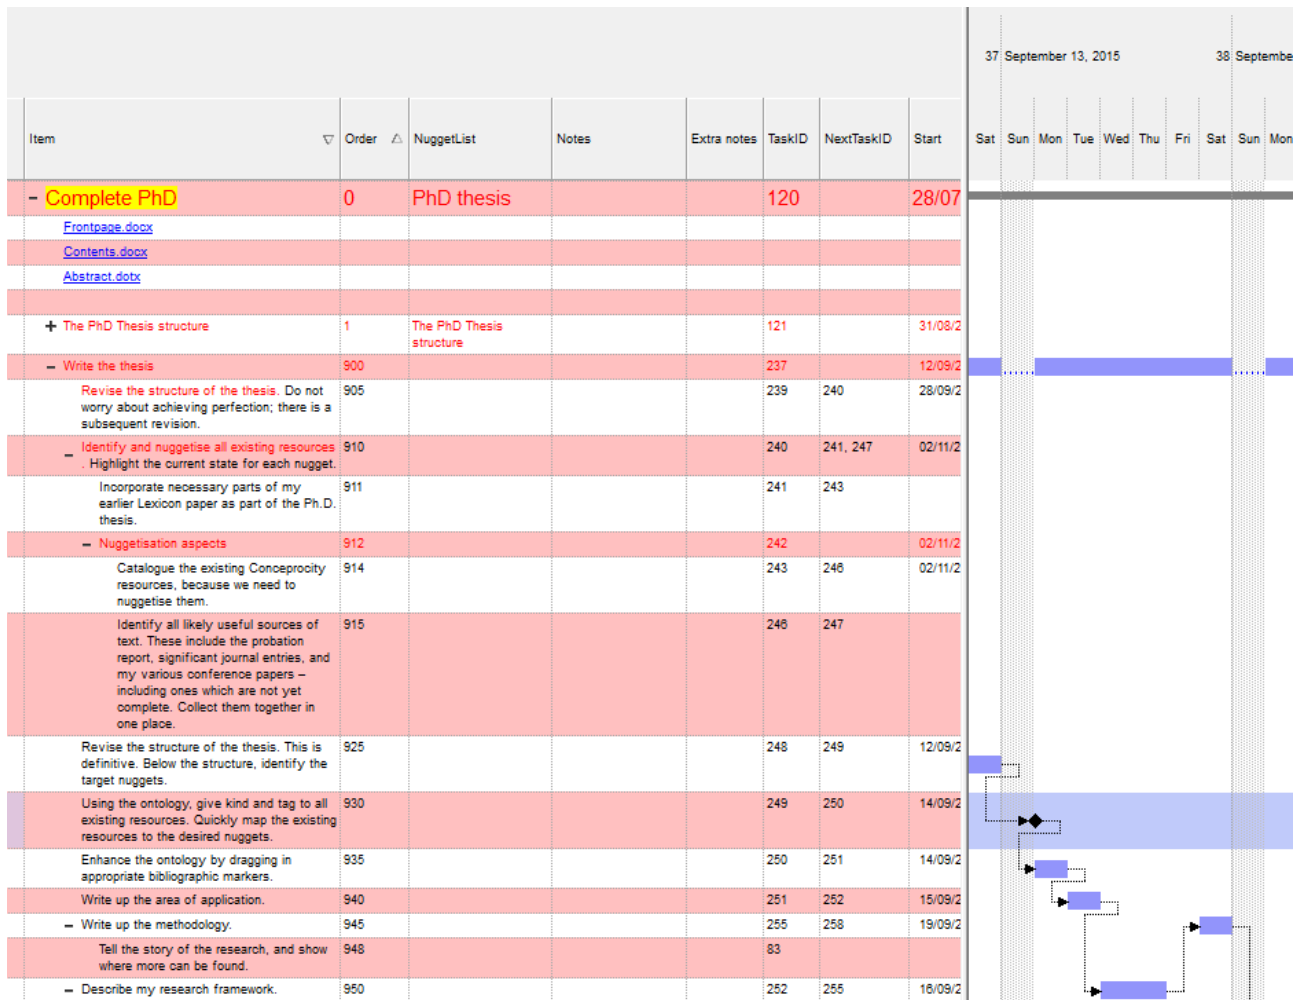 37 September 13, 2015 38 Septembe
Item Order NuggetList Notes Extra notes TaskID NextTaskID Start Sat Sun Mon Tue Wed Thu Fri Sat Sun Mon
Complete PhD 0 PhD thesis 120 28/07
Frontpage.docx
Contents.docx
Abstract.dotx
The PhD Thesis structure 1 The PhD Thesis 121 31/08/2
structure
Write the thesis 900 237 12/09/2
Revise the structure of the thesis. Do not 905 239 240 28/09/2
worry about achieving perfection; there is a
subsequent revision.
Identify and nuggetise all existing resources 910 240 241, 247 02/11/2
. Highlight the current state for each nugget.
Incorporate necessary parts of my 911 241 243
earlier Lexicon paper as part of the Ph.D.
thesis.
Nuggetisation aspects 912 242 02/11/2
Catalogue the existing Conceprocity 914 243 246 02/11/2
resources, because we need to
nuggetise them.
Identify all likely useful sources of 915 246 247
text. These include the probation
report, significant journal entries, and
my various conference papers –
including ones which are not yet
complete. Collect them together in
one place.
Revise the structure of the thesis. This is 925 248 249 12/09/2
definitive. Below the structure, identify the
target nuggets.
Using the ontology, give kind and tag to all 930 249 250 14/09/2
existing resources. Quickly map the existing
resources to the desired nuggets.
Enhance the ontology by dragging in 935 250 251 14/09/2
appropriate bibliographic markers.
Write up the area of application. 940 251 252 15/09/2
Write up the methodology. 945 255 258 19/09/2
Tell the story of the research, and show 948 83
where more can be found.
Describe my research framework. 950 252 255 16/09/2